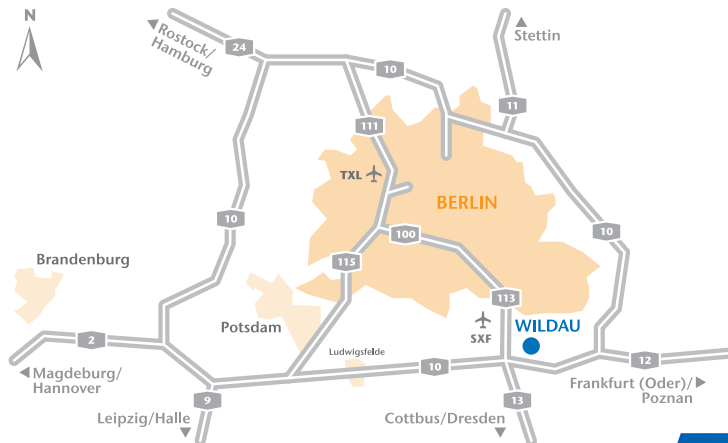 N
Rostock/
Hamburg
24
10
Stettin
11
111
TXL
BERLIN
10
10
100
Brandenburg
115
113
Potsdam
SXF
WILDAU
2
Ludwigsfelde
10
12
Magdeburg/
Hannover
Frankfurt (Oder)/
Poznan
9
13
Leipzig/Halle
Cottbus/Dresden